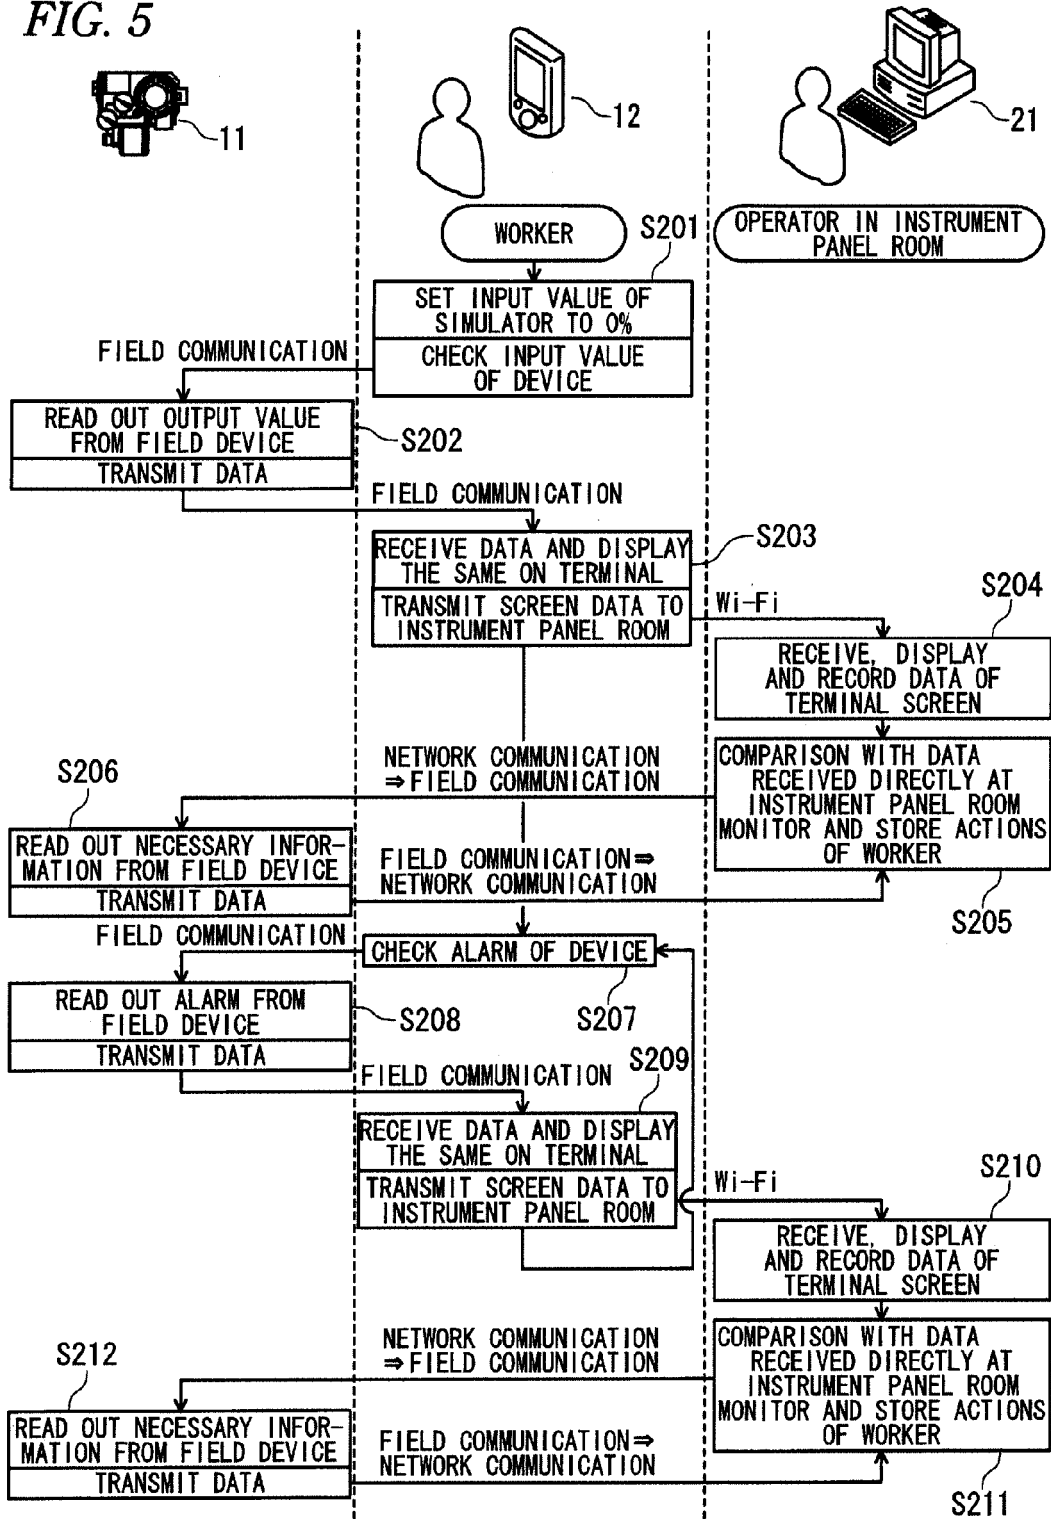 FIG. 5
11
12
21
WORKER
S201
OPERATOR IN INSTRUMENT
PANEL ROOM
SET INPUT VALUE OF
SIMULATOR TO 0%
CHECK INPUT VALUE
OF DEVICE
FIELD COMMUNICATION
READ OUT OUTPUT VALUE
FROM FIELD DEVICE
TRANSMIT DATA
S202
FIELD COMMUNICATION
RECEIVE DATA AND DISPLAY
THE SAME ON TERMINAL
TRANSMIT SCREEN DATA TO
INSTRUMENT PANEL ROOM
S203
Wi-Fi
S204
RECEIVE, DISPLAY
AND RECORD DATA OF
TERMINAL SCREEN
NETWORK COMMUNICATION
⇒FIELD COMMUNICATION
COMPARISON WITH DATA
RECEIVED DIRECTLY AT
INSTRUMENT PANEL ROOM
MONITOR AND STORE ACTIONS
OF WORKER
S205
S206
READ OUT NECESSARY INFOR-
MATION FROM FIELD DEVICE
TRANSMIT DATA
FIELD COMMUNICATION⇒
NETWORK COMMUNICATION
FIELD COMMUNICATION
CHECK ALARM OF DEVICE
S207
READ OUT ALARM FROM
FIELD DEVICE
TRANSMIT DATA
S208
FIELD COMMUNICATION
S209
RECEIVE DATA AND DISPLAY
THE SAME ON TERMINAL
TRANSMIT SCREEN DATA TO
INSTRUMENT PANEL ROOM
Wi-Fi
S210
RECEIVE, DISPLAY
AND RECORD DATA OF
TERMINAL SCREEN
NETWORK COMMUNICATION
⇒FIELD COMMUNICATION
COMPARISON WITH DATA
RECEIVED DIRECTLY AT
INSTRUMENT PANEL ROOM
MONITOR AND STORE ACTIONS
OF WORKER
S211
S212
READ OUT NECESSARY INFOR-
MATION FROM FIELD DEVICE
TRANSMIT DATA
FIELD COMMUNICATION⇒
NETWORK COMMUNICATION